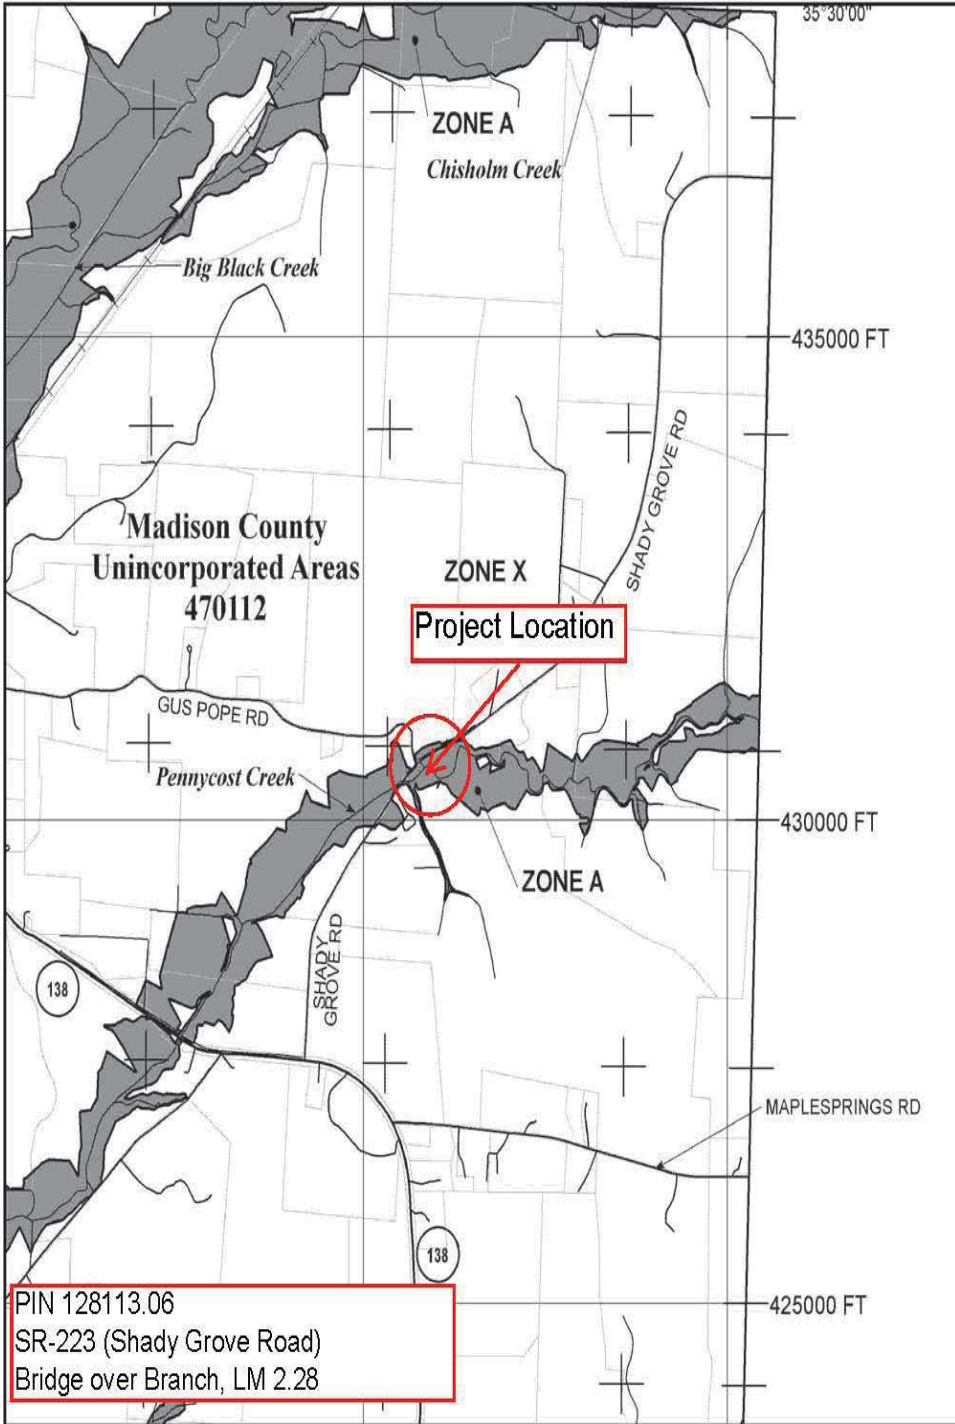 35°30'00"
ZONE A
Chisholm Creek
Big Black Creek
435000 FT
SHADY GROVE RD
Madison County
Unincorporated Areas
470112
ZONE X
Project Location
GUS POPE RD
Pennycost Creek
430000 FT
ZONE A
SHADY
GROVE RD
138
MAPLESPRINGS RD
138
425000 FT
PIN 128113.06
SR-223 (Shady Grove Road)
Bridge over Branch, LM 2.28